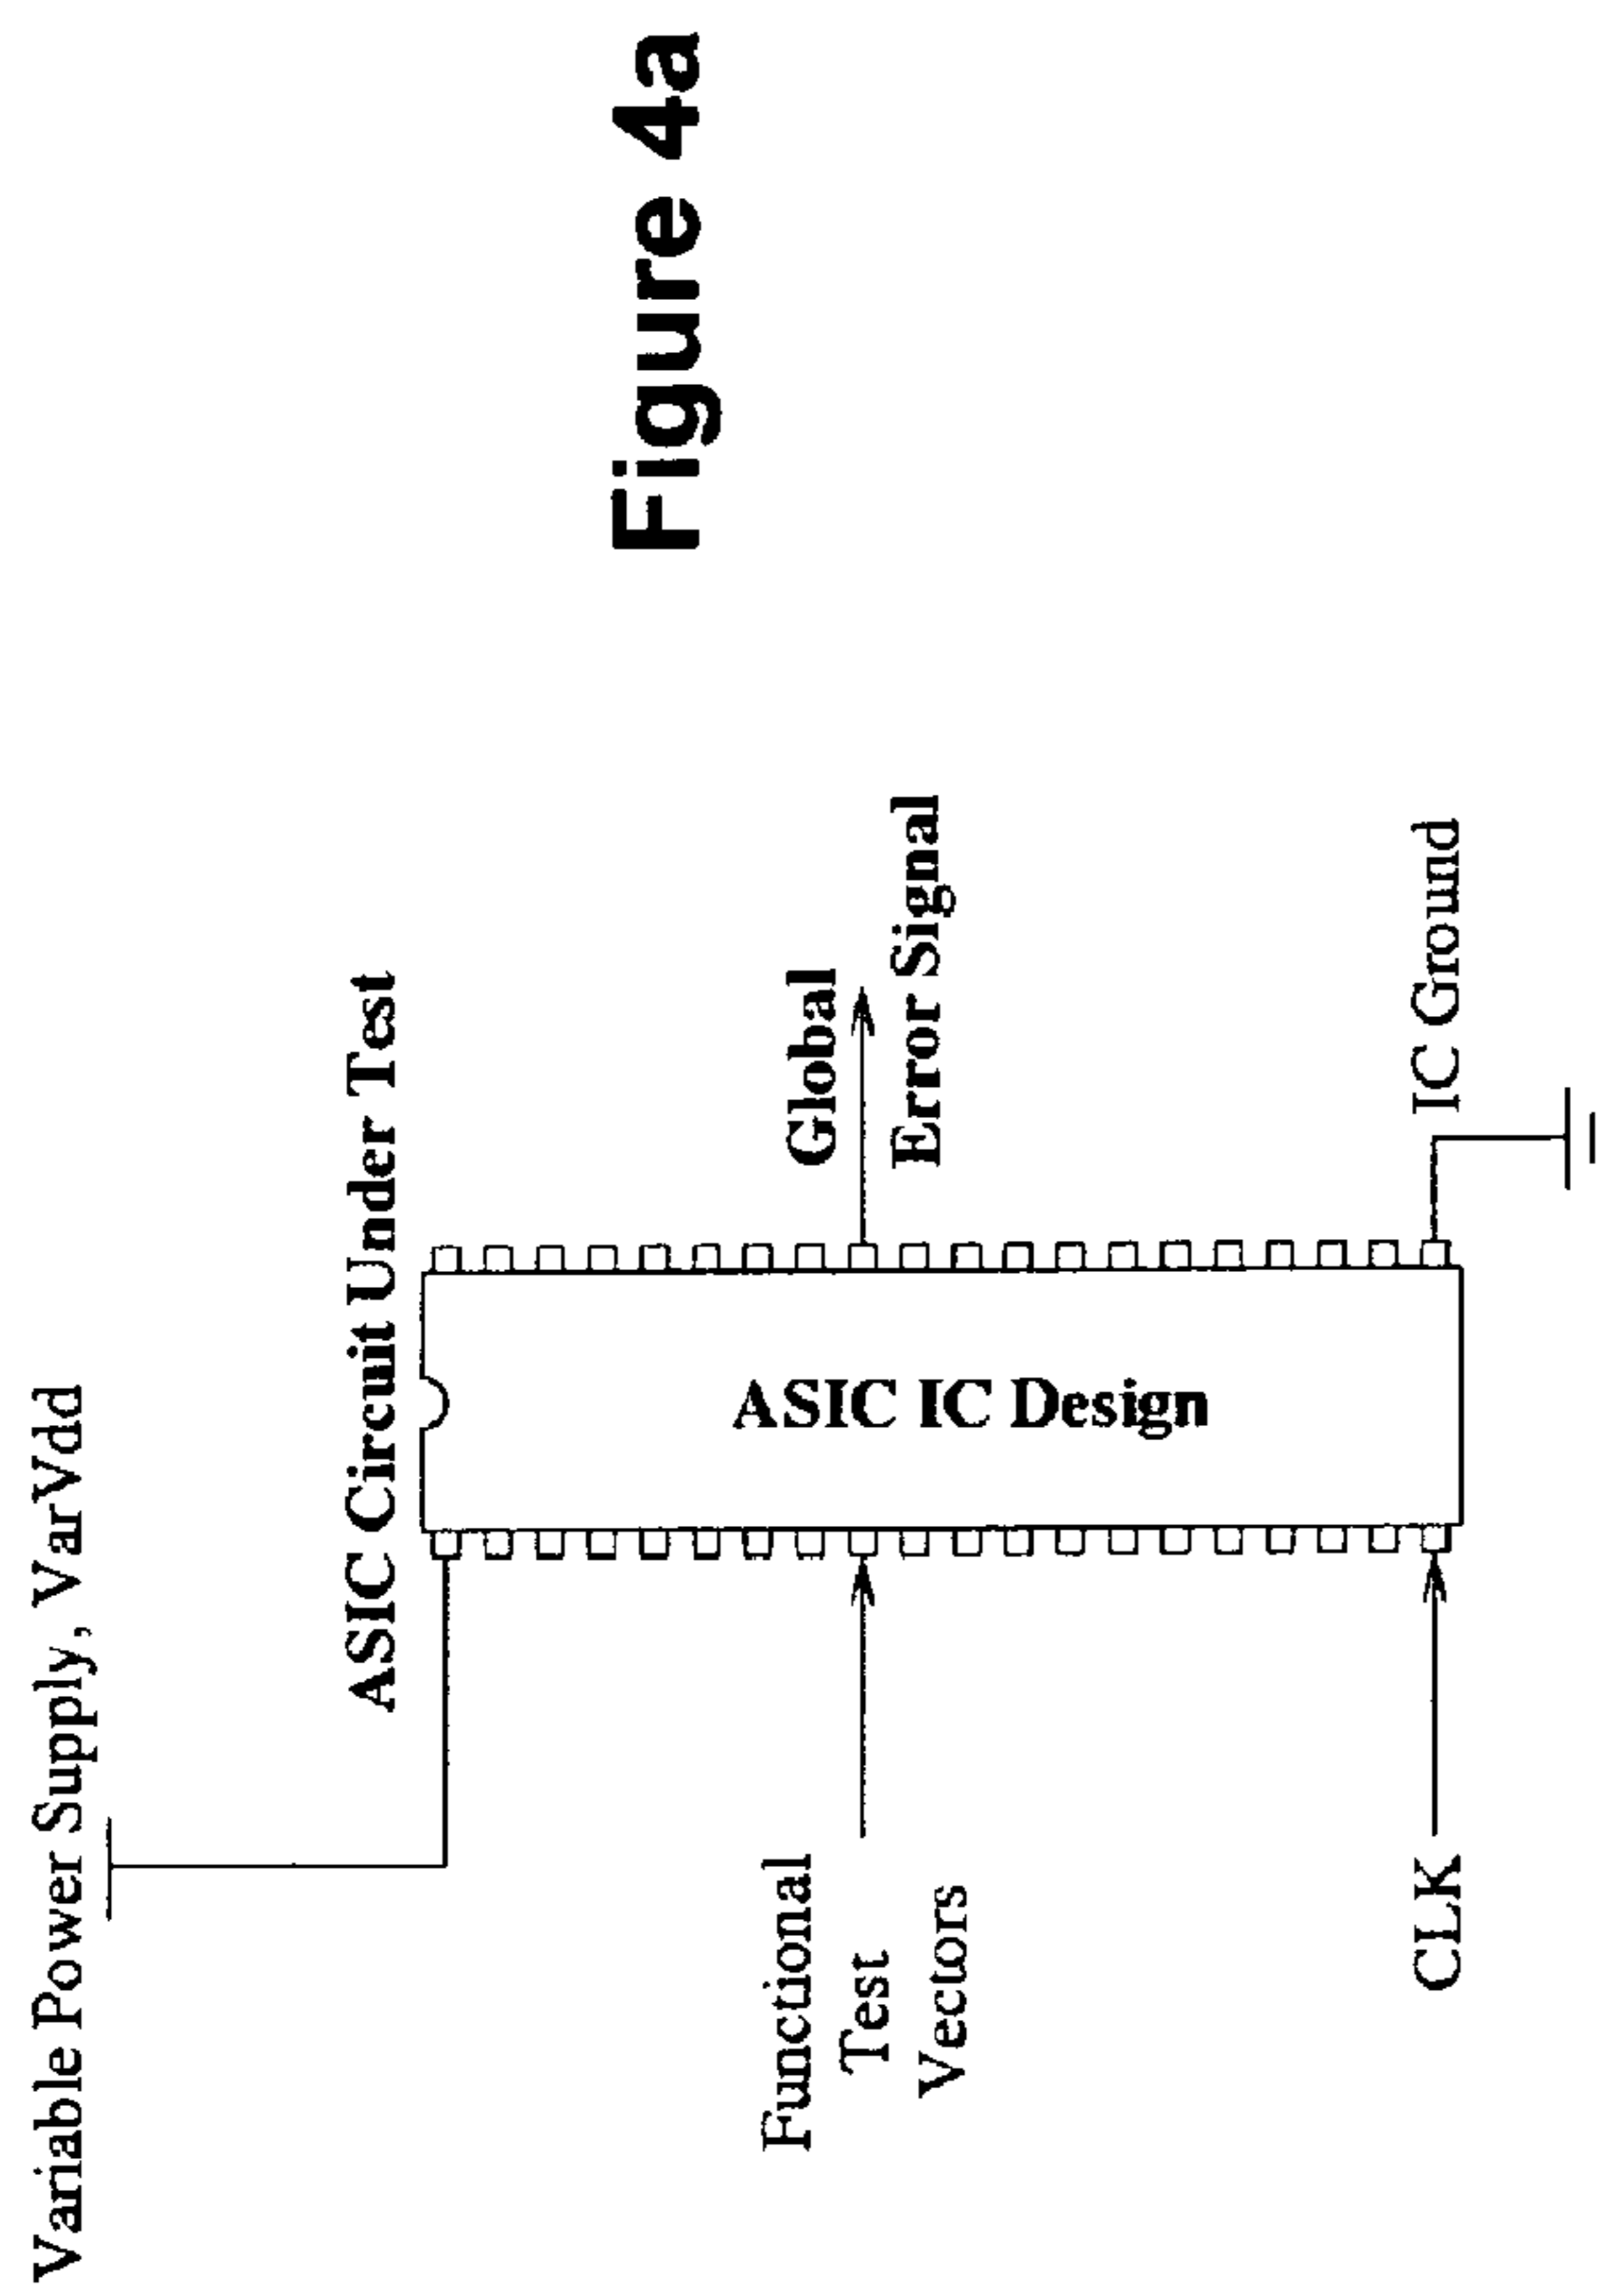 Variable Power Supply, VarVdd
ASIC Circuit Under Test
Functional
Test
Vectors
ASIC IC Design
Global
Error Signal
CLK
IC Ground
Figure 4a